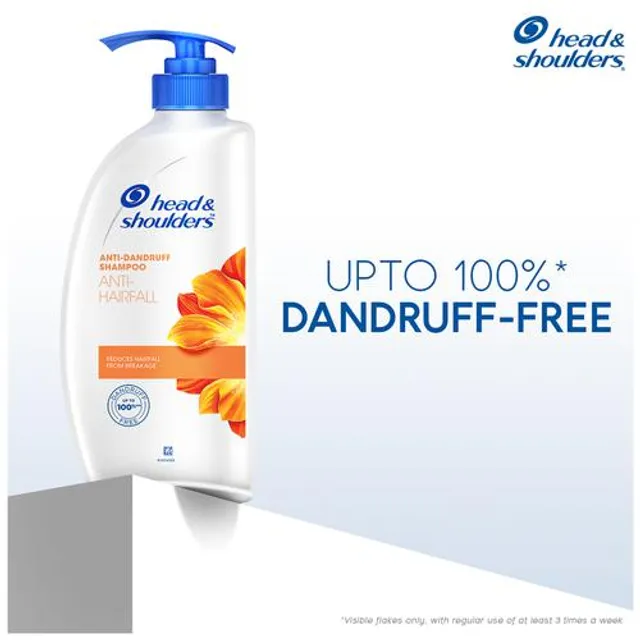 head &
shoulders
head &
shoulders
ANTI-DANDRUFF
SHAMPOO
ANTI-
HAIRFALL
REDUCES HAIRFALL
FROM BREAKAGE
DANDRUFF
UP TO
100%
FREE
UPTO 100%*
DANDRUFF-FREE
*Visible flakes only, with regular use of at least 3 times a week